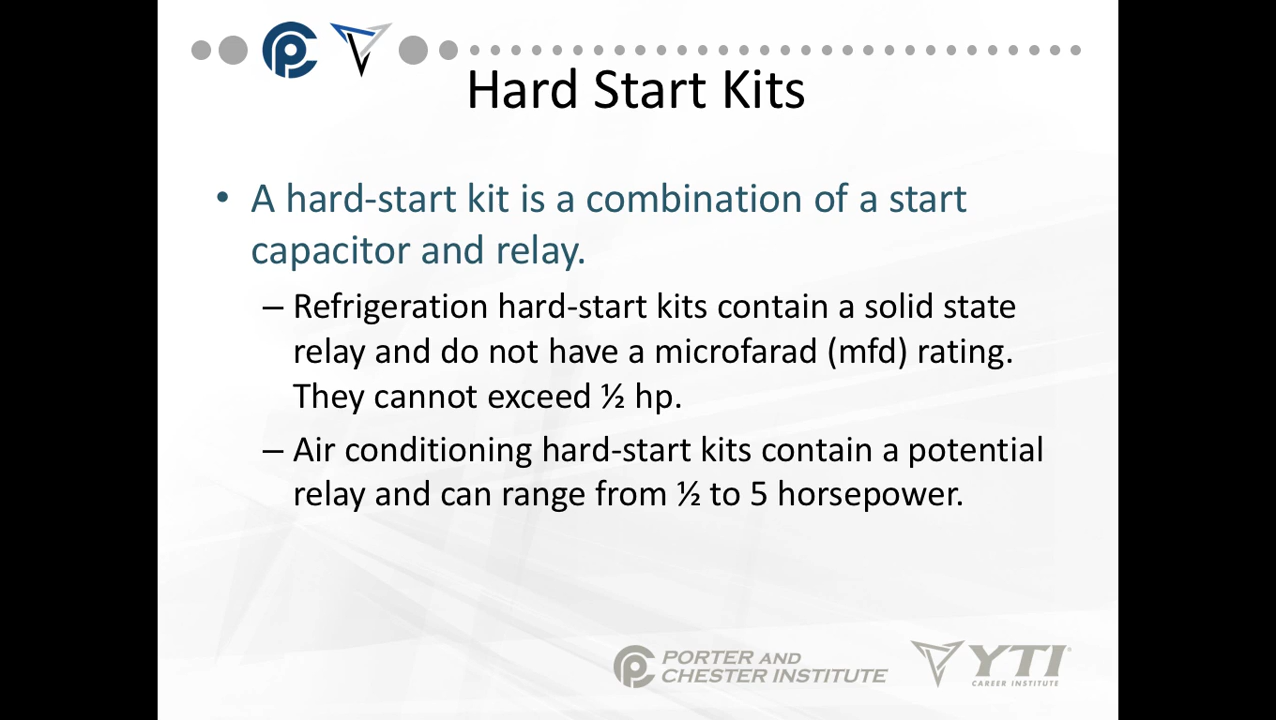 Hard Start Kits
• A hard-start kit is a combination of a start
capacitor and relay.
– Refrigeration hard-start kits contain a solid state
relay and do not have a microfarad (mfd) rating.
They cannot exceed ½ hp.
– Air conditioning hard-start kits contain a potential
relay and can range from ½ to 5 horsepower.
PORTER AND
CHESTER INSTITUTE
YTI®
CAREER INSTITUTE